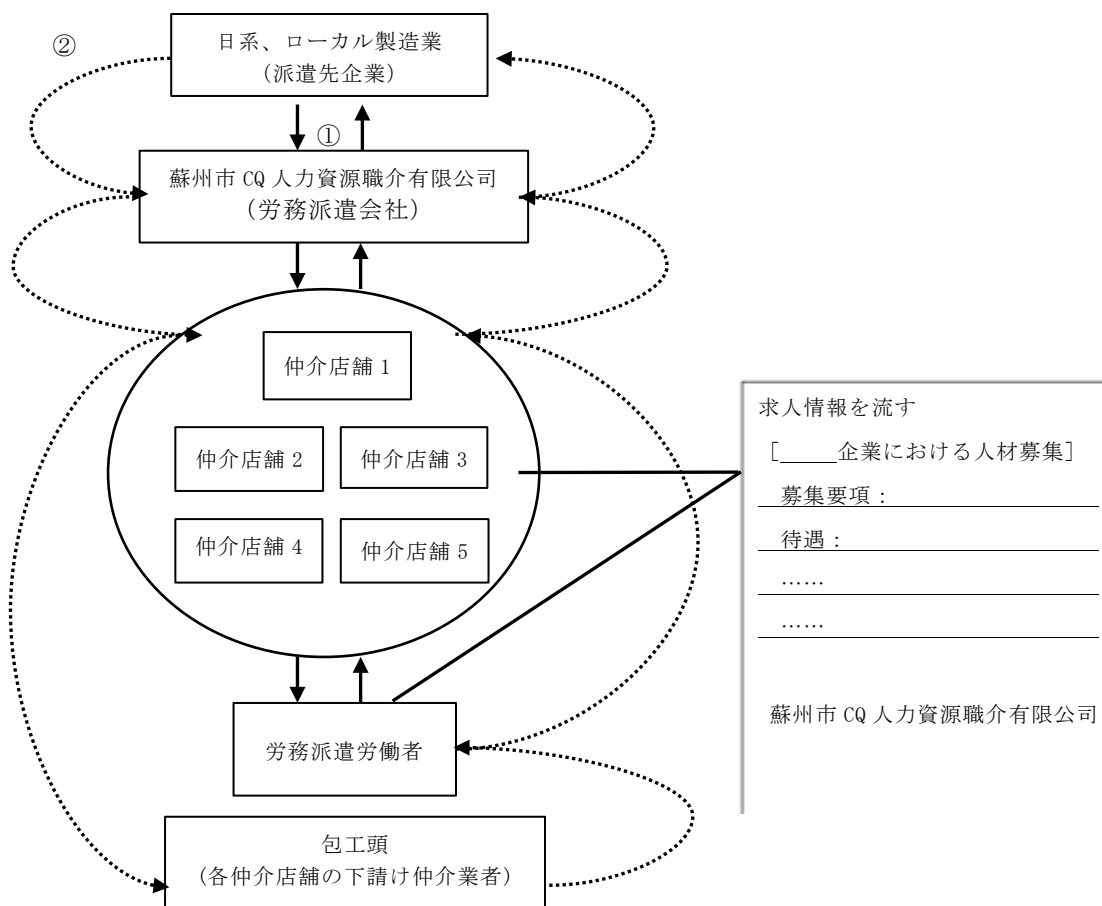 ②
日系、ローカル製造業
(派遣先企業)
①
蘇州市 CQ 人力資源職介有限公司
(労務派遣会社)
仲介店舗 1
仲介店舗 2
仲介店舗 3
仲介店舗 4
仲介店舗 5
求人情報を流す
[_____企業における人材募集]
募集要項：
待遇：
……
……
蘇州市 CQ 人力資源職介有限公司
労務派遣労働者
包工頭
(各仲介店舗の下請け仲介業者)